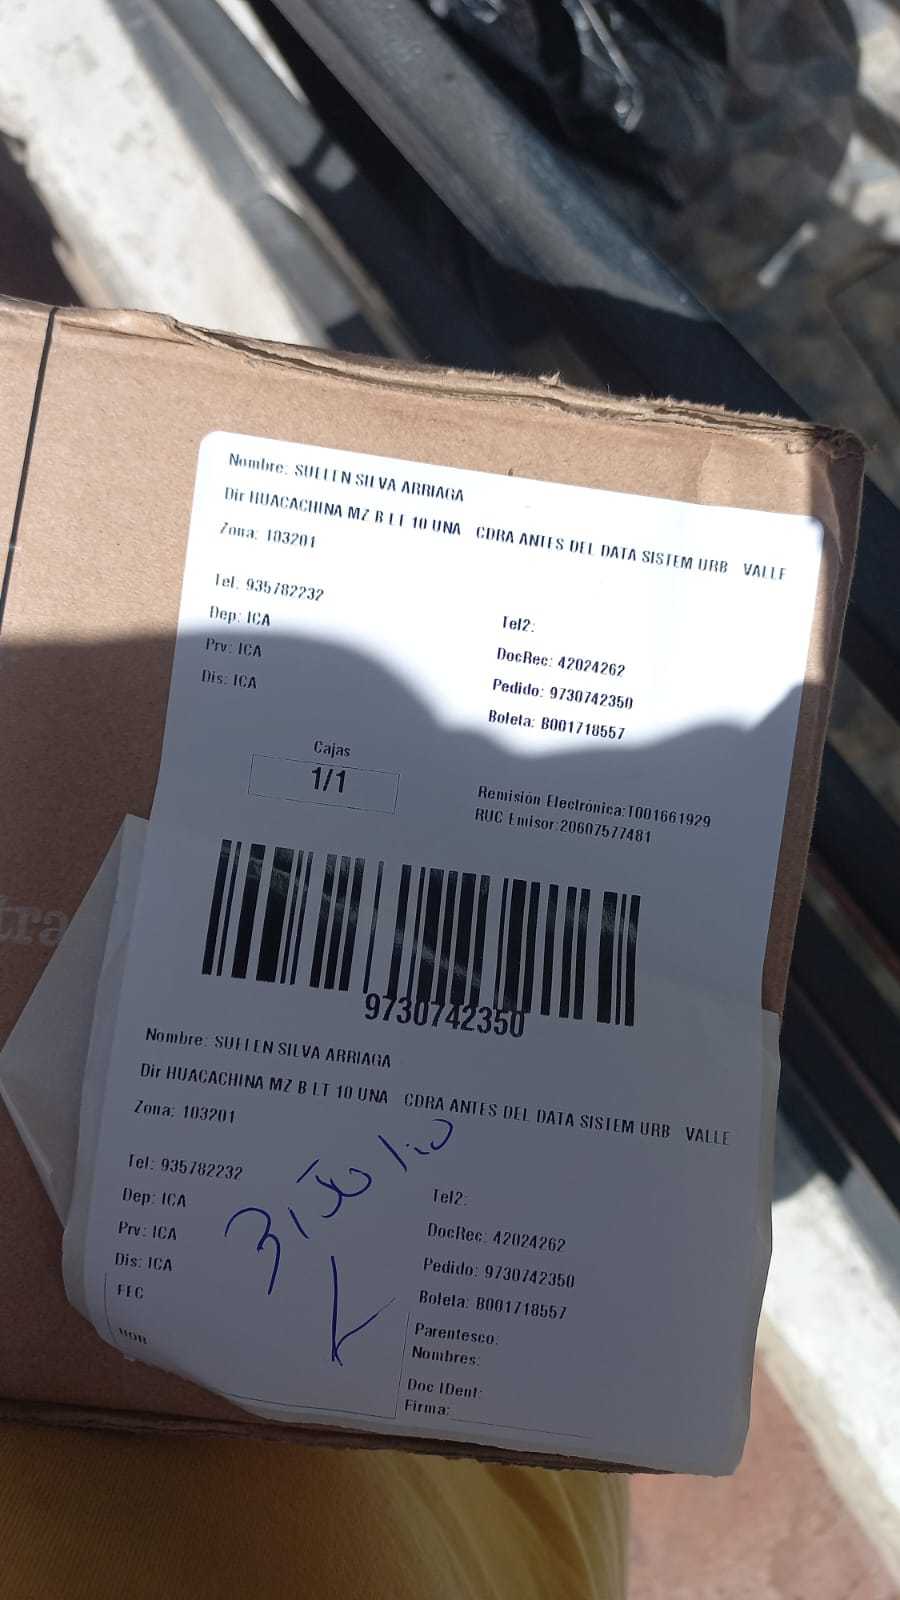 Nombre: SUELEN SILVA ARRIAGA
Dir HUACACHINA MZ B LT 10 UNA CDRA ANTES DEL DATA SISTEM URB VALLE
Zona: 103201
Tel: 935782232
Dep: ICA
Prv: ICA
Dis: ICA
Tel2:
DocRec: 42024262
Pedido: 9730742350
Boleta: B001718557
Cajas
1/1
Remisión Electrónica:T001661929
RUC Emisor:20607577481
tra
9730742350
Nombre: SUELEN SILVA ARRIAGA
Dir HUACACHINA MZ B LT 10 UNA CDRA ANTES DEL DATA SISTEM URB VALLE
Zona: 103201
Tel: 935782232
Dep: ICA
Prv: ICA
Dis: ICA
FEC
HOR
31 Julio
Tel2:
DocRec: 42024262
Pedido: 9730742350
Boleta: B001718557
Parentesco:
Nombres:
Doc IDent:
Firma: